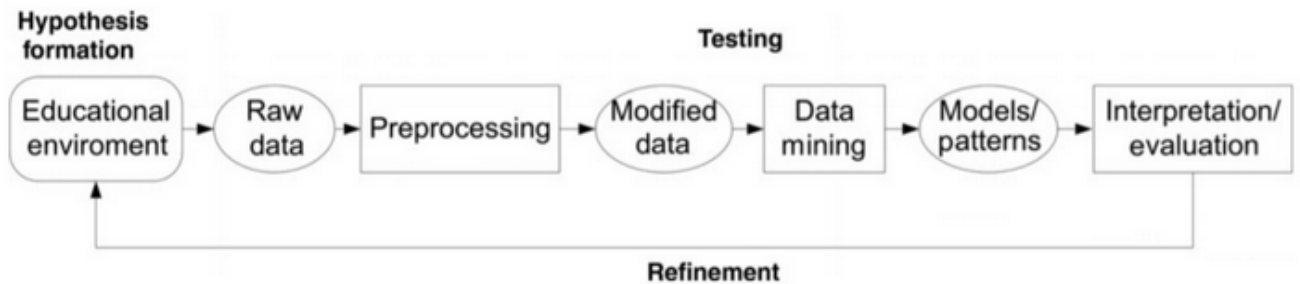 Hypothesis
formation
Testing
Educational
enviroment
Raw
data
Preprocessing
Modified
data
Data
mining
Models/
patterns
Interpretation/
evaluation
Refinement